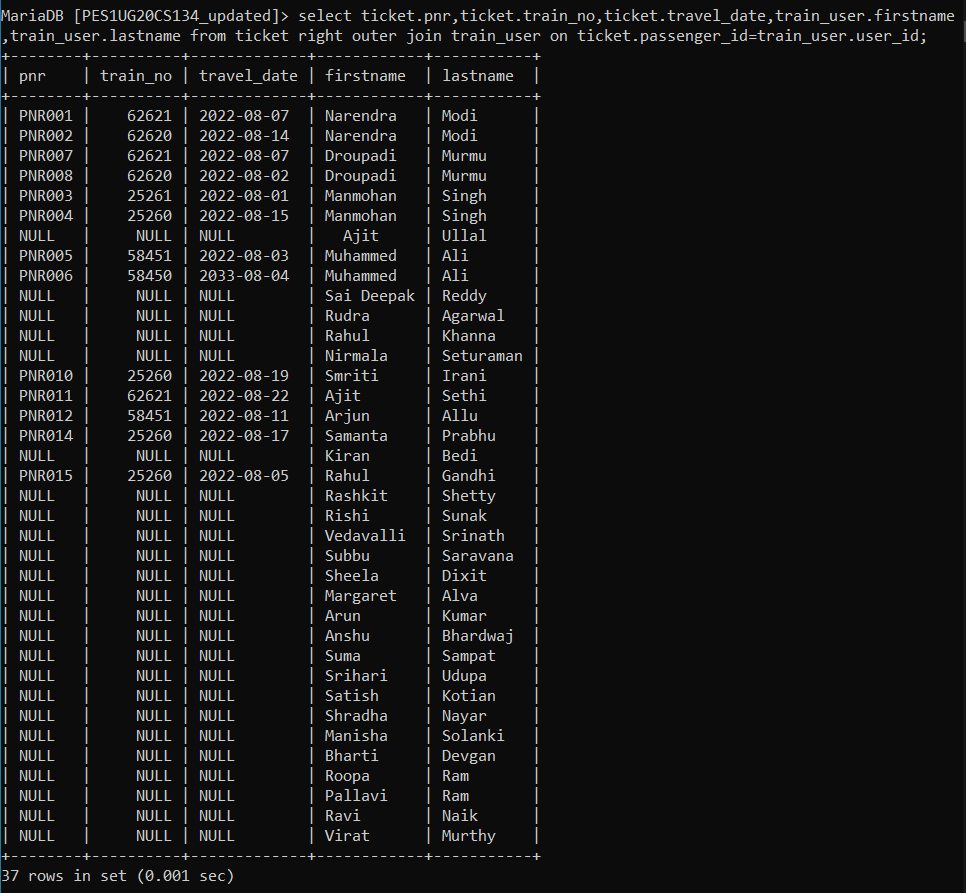 MariaDB [PES1UG20CS134_updated]> select ticket.pnr,ticket.train_no,ticket.travel_date,train_user.firstname
,train_user.lastname from ticket right outer join train_user on ticket.passenger_id=train_user.user_id;
+--------+----------+-------------+------------+-----------+
| pnr    | train_no | travel_date | firstname  | lastname  |
+--------+----------+-------------+------------+-----------+
| PNR001 |    62621 | 2022-08-07  | Narendra   | Modi      |
| PNR002 |    62620 | 2022-08-14  | Narendra   | Modi      |
| PNR007 |    62621 | 2022-08-07  | Droupadi   | Murmu     |
| PNR008 |    62620 | 2022-08-02  | Droupadi   | Murmu     |
| PNR003 |    25261 | 2022-08-01  | Manmohan   | Singh     |
| PNR004 |    25260 | 2022-08-15  | Manmohan   | Singh     |
| NULL   |     NULL | NULL        |   Ajit     | Ullal     |
| PNR005 |    58451 | 2022-08-03  | Muhammed   | Ali       |
| PNR006 |    58450 | 2033-08-04  | Muhammed   | Ali       |
| NULL   |     NULL | NULL        | Sai Deepak | Reddy     |
| NULL   |     NULL | NULL        | Rudra      | Agarwal   |
| NULL   |     NULL | NULL        | Rahul      | Khanna    |
| NULL   |     NULL | NULL        | Nirmala    | Seturaman |
| PNR010 |    25260 | 2022-08-19  | Smriti     | Irani     |
| PNR011 |    62621 | 2022-08-22  | Ajit       | Sethi     |
| PNR012 |    58451 | 2022-08-11  | Arjun      | Allu      |
| PNR014 |    25260 | 2022-08-17  | Samanta    | Prabhu    |
| NULL   |     NULL | NULL        | Kiran      | Bedi      |
| PNR015 |    25260 | 2022-08-05  | Rahul      | Gandhi    |
| NULL   |     NULL | NULL        | Rashkit    | Shetty    |
| NULL   |     NULL | NULL        | Rishi      | Sunak     |
| NULL   |     NULL | NULL        | Vedavalli  | Srinath   |
| NULL   |     NULL | NULL        | Subbu      | Saravana  |
| NULL   |     NULL | NULL        | Sheela     | Dixit     |
| NULL   |     NULL | NULL        | Margaret   | Alva      |
| NULL   |     NULL | NULL        | Arun       | Kumar     |
| NULL   |     NULL | NULL        | Anshu      | Bhardwaj  |
| NULL   |     NULL | NULL        | Suma       | Sampat    |
| NULL   |     NULL | NULL        | Srihari    | Udupa     |
| NULL   |     NULL | NULL        | Satish     | Kotian    |
| NULL   |     NULL | NULL        | Shradha    | Nayar     |
| NULL   |     NULL | NULL        | Manisha    | Solanki   |
| NULL   |     NULL | NULL        | Bharti     | Devgan    |
| NULL   |     NULL | NULL        | Roopa      | Ram       |
| NULL   |     NULL | NULL        | Pallavi    | Ram       |
| NULL   |     NULL | NULL        | Ravi       | Naik      |
| NULL   |     NULL | NULL        | Virat      | Murthy    |
+--------+----------+-------------+------------+-----------+
37 rows in set (0.001 sec)